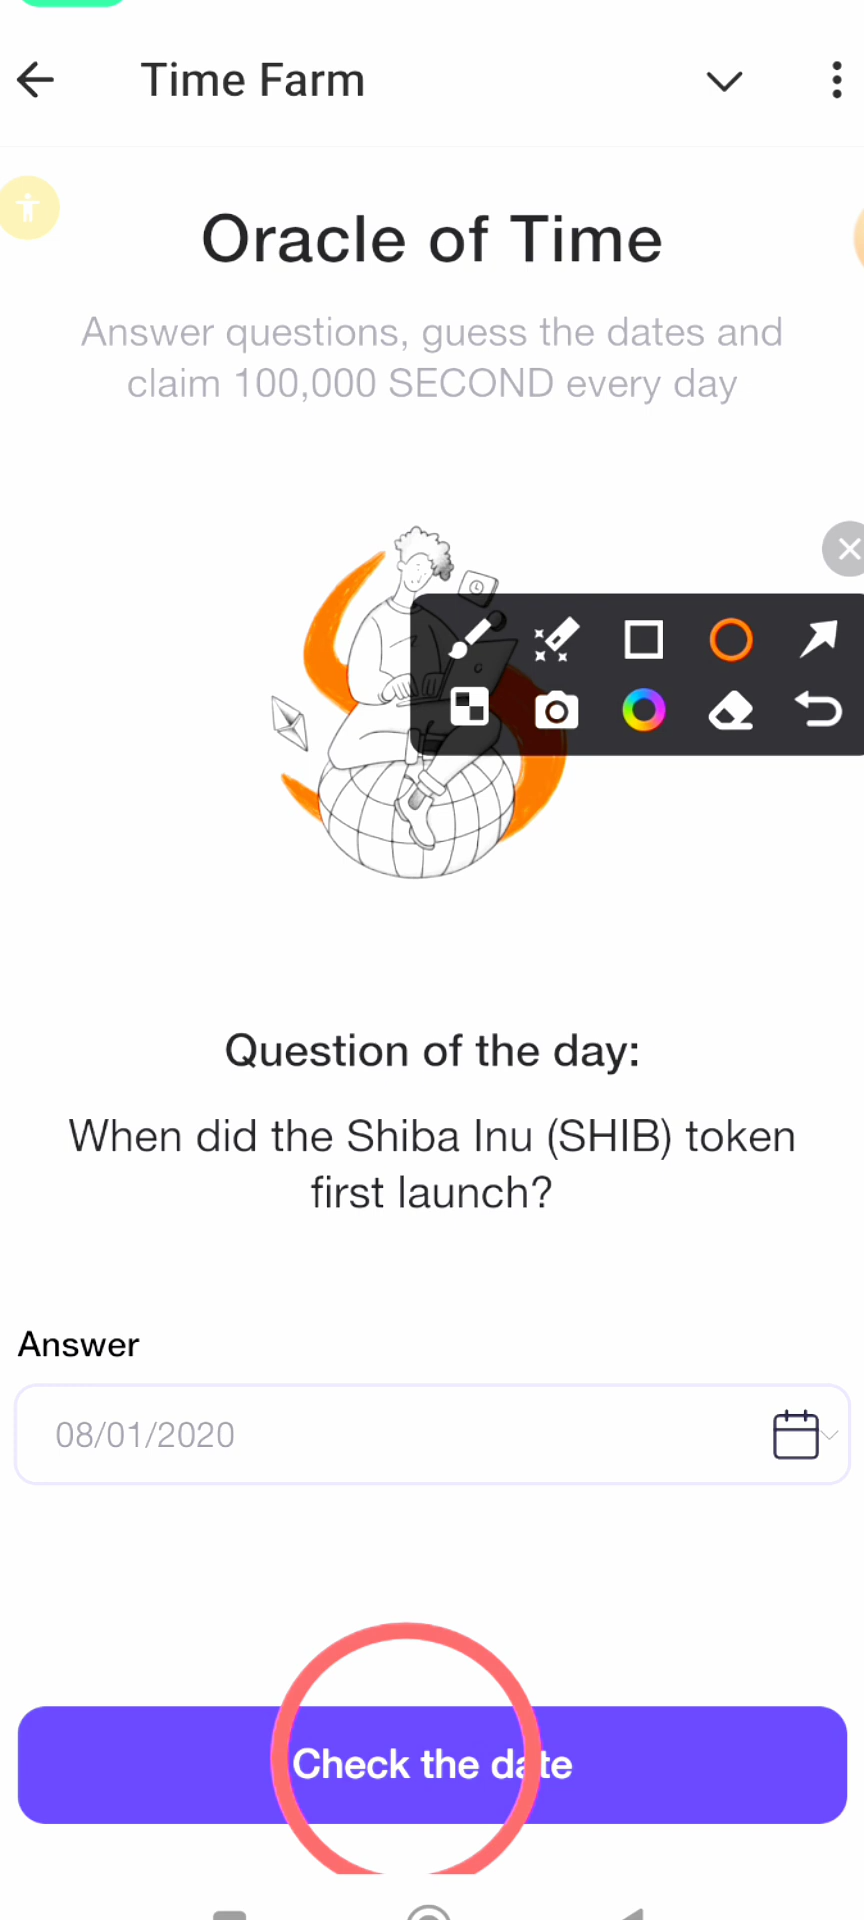 Time Farm
Oracle of Time
Answer questions, guess the dates and
claim 100,000 SECOND every day
Question of the day:
When did the Shiba Inu (SHIB) token
first launch?
Answer
08/01/2020
Check the date